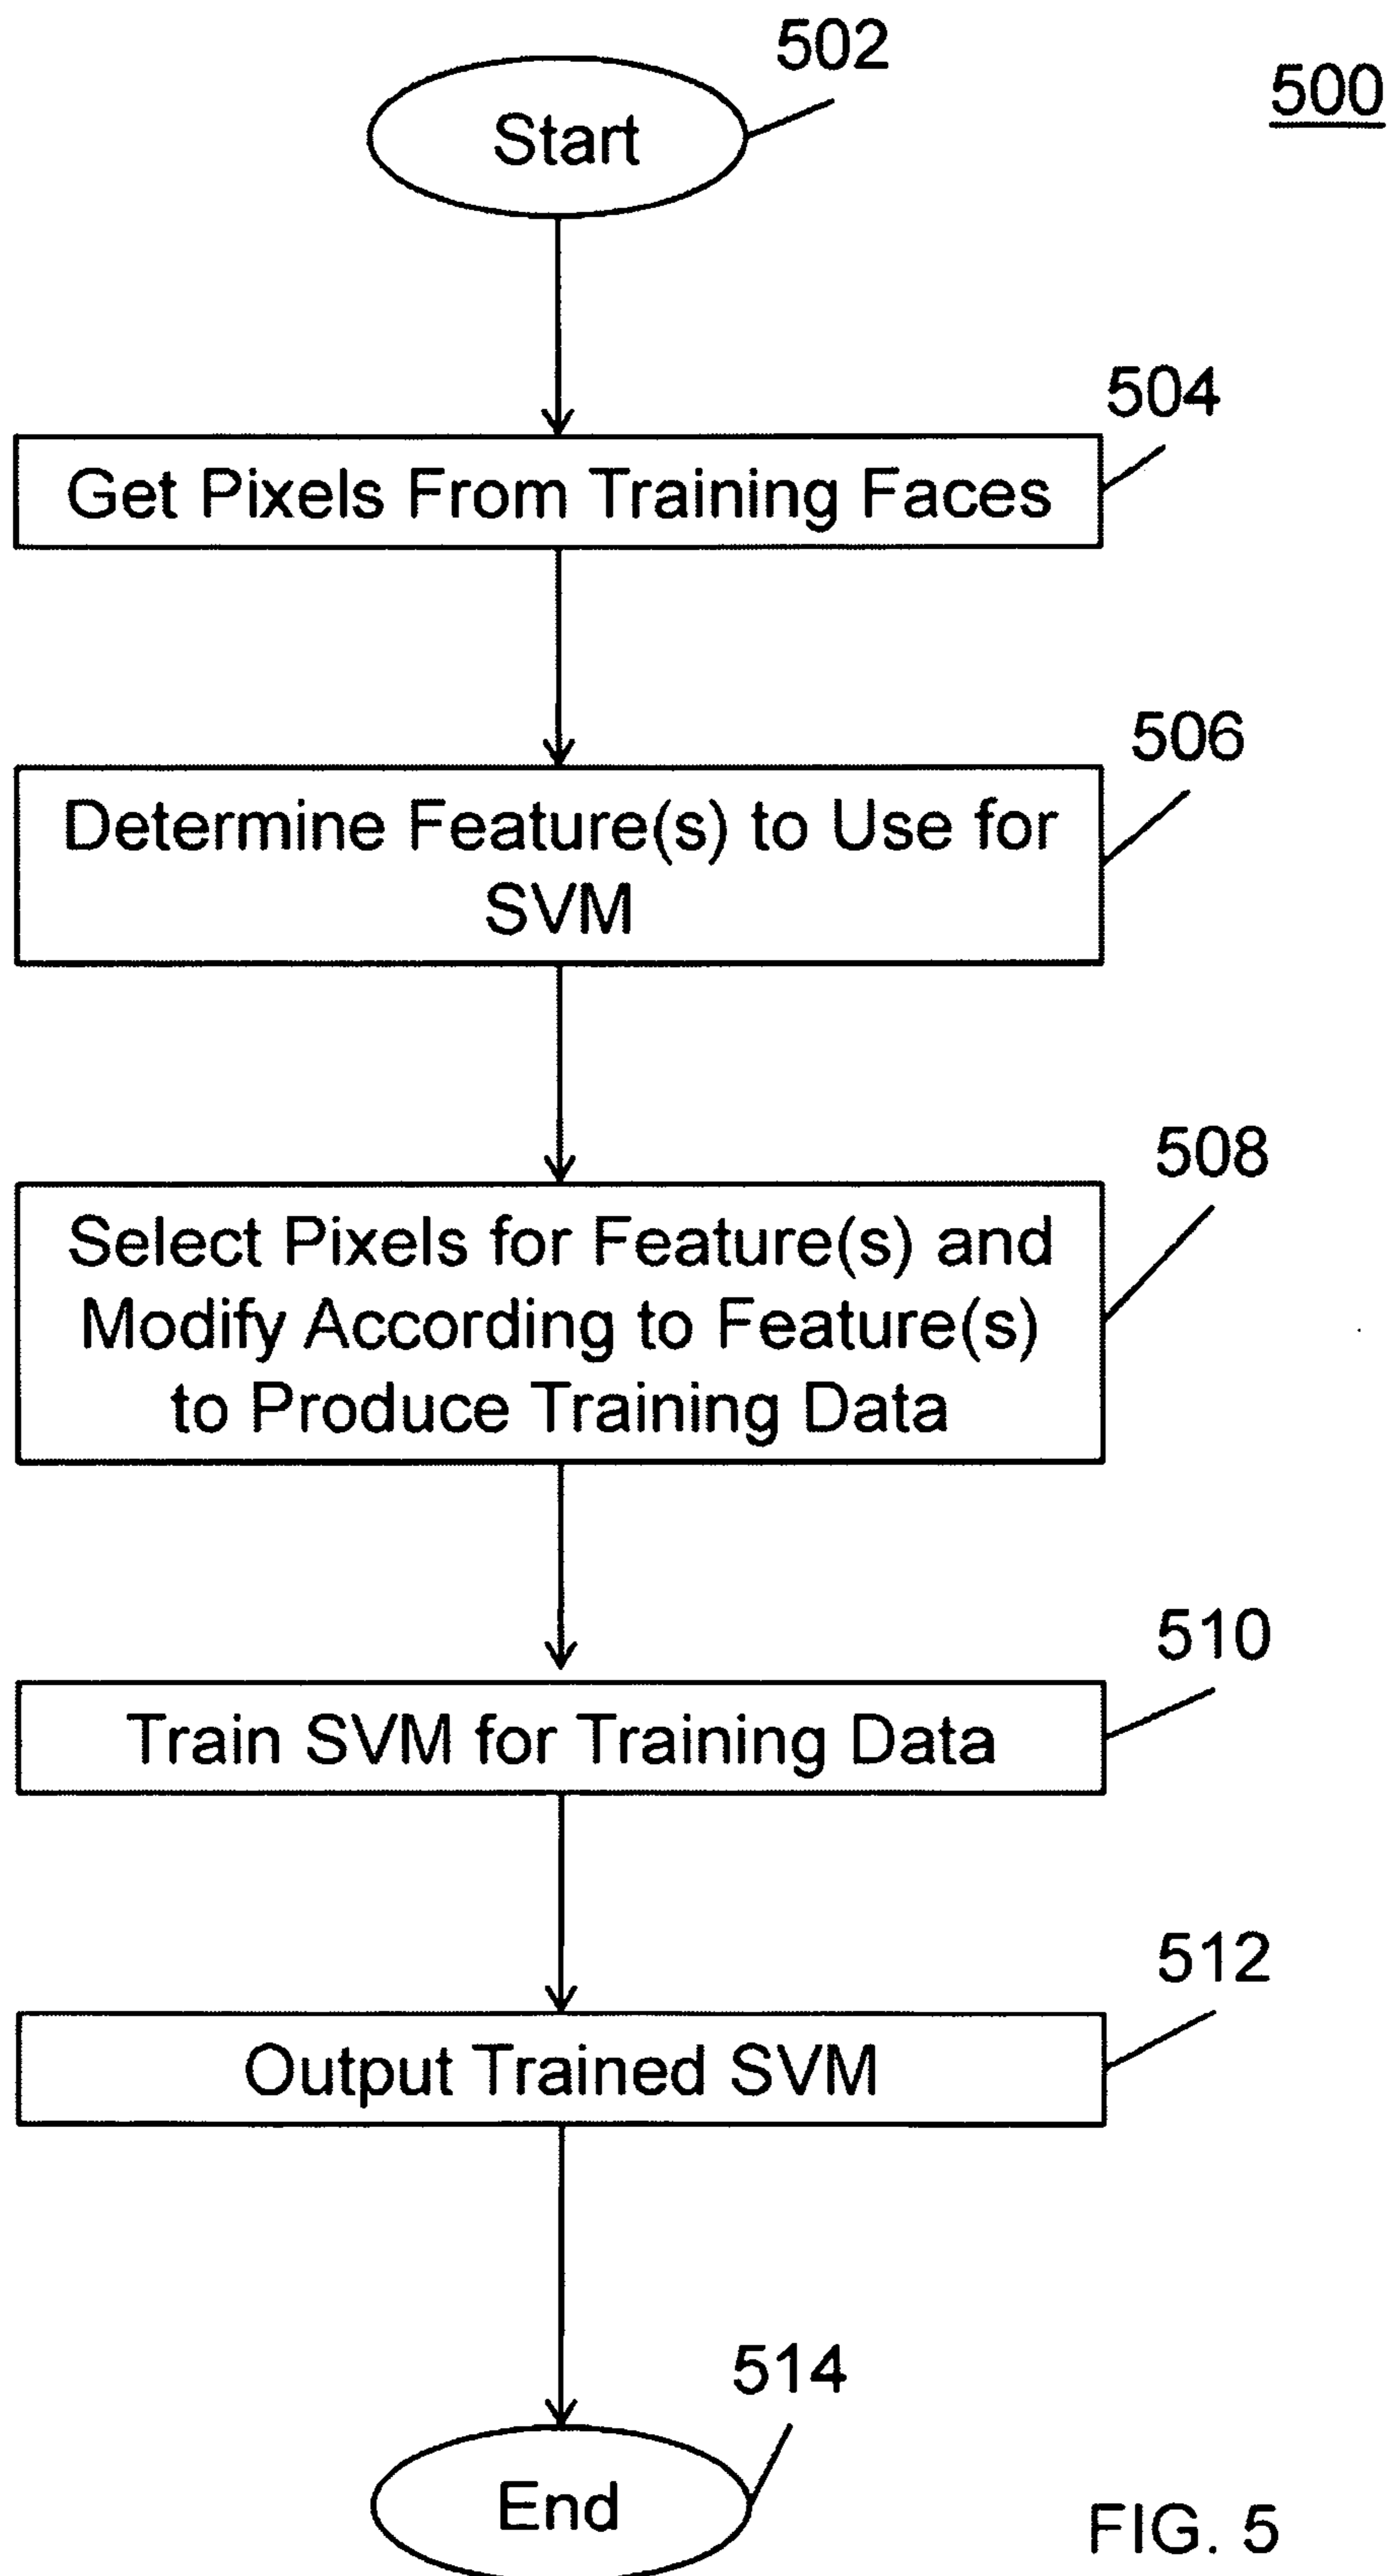 502
500
Start
504
Get Pixels From Training Faces
506
Determine Feature(s) to Use for
SVM
508
Select Pixels for Feature(s) and
Modify According to Feature(s)
to Produce Training Data
510
Train SVM for Training Data
512
Output Trained SVM
514
End
FIG. 5